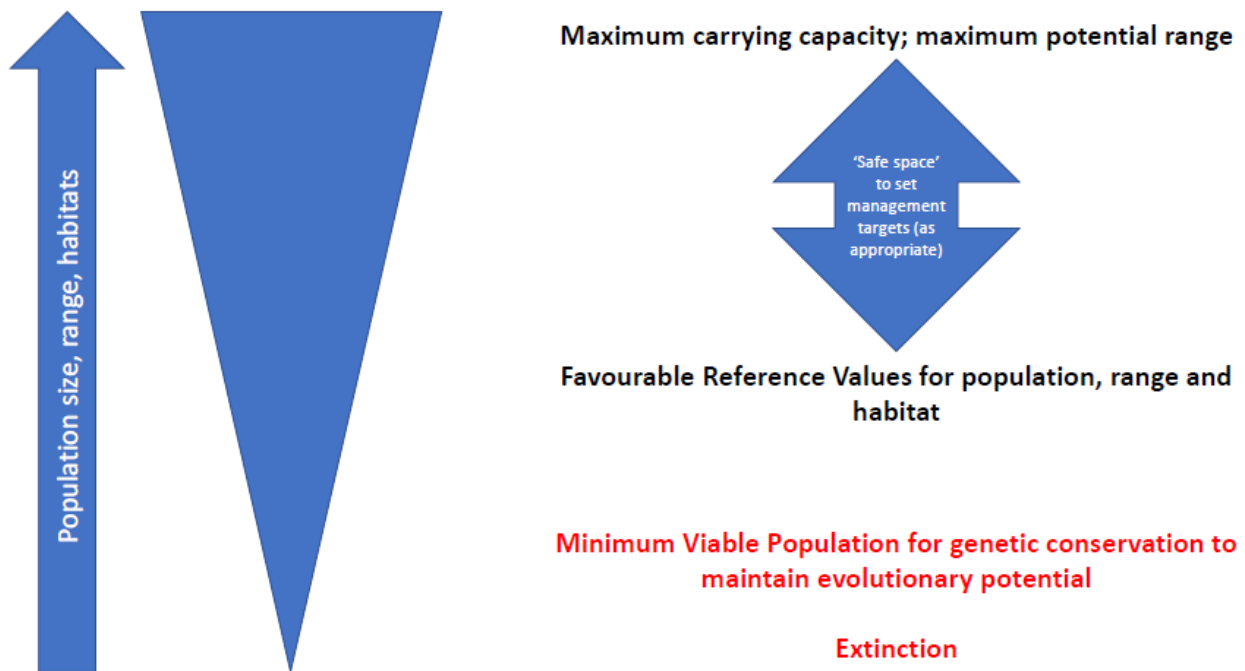 Population size, range, habitats
Maximum carrying capacity; maximum potential range
‘Safe space’
to set
management
targets (as
appropriate)
Favourable Reference Values for population, range and
habitat
Minimum Viable Population for genetic conservation to
maintain evolutionary potential
Extinction